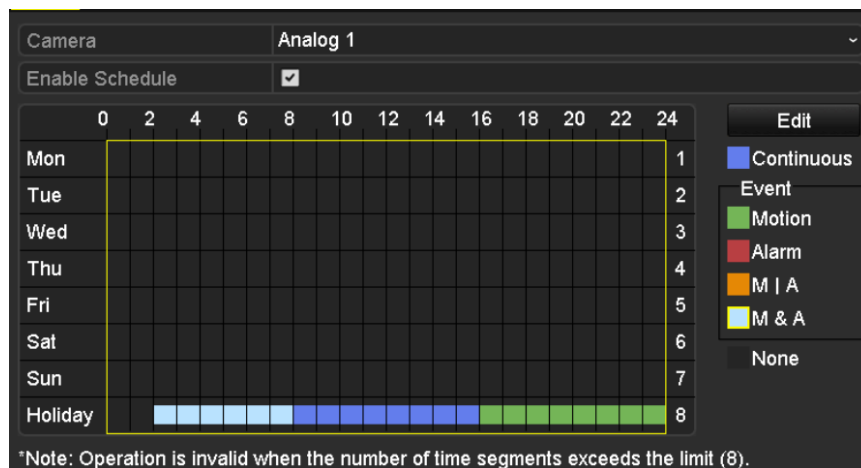 Camera Analog 1
Enable Schedule
0 2 4 6 8 10 12 14 16 18 20 22 24
Edit
Mon 1
Continuous
Tue 2
Event
Motion
Wed 3
Alarm
Thu 4
M | A
Fri 5
M & A
Sat 6
None
Sun 7
Holiday 8
*Note: Operation is invalid when the number of time segments exceeds the limit (8).